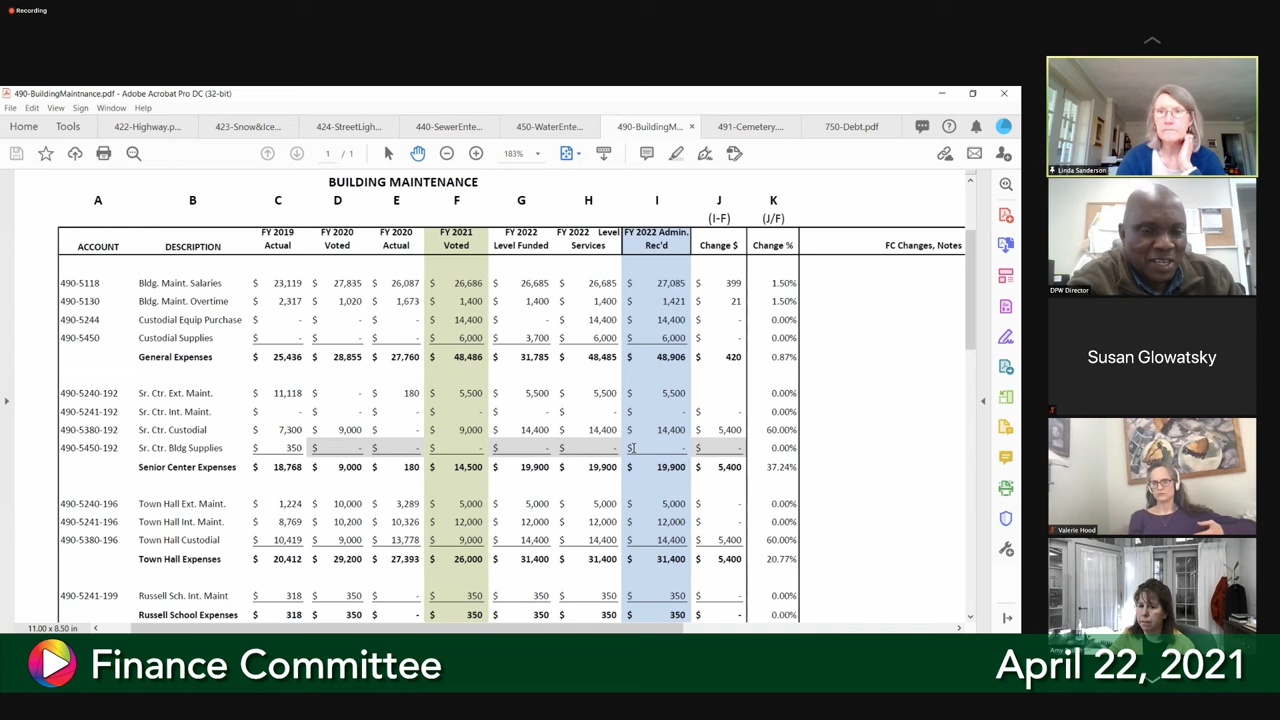 Recording
490-BuildingMaintnance.pdf - Adobe Acrobat Pro DC (32-bit)
File Edit View Sign Window Help
Home Tools 422-Highway.p... 423-Snow&Ice... 424-StreetLigh... 440-SewerEnte... 450-WaterEnte... 490-BuildingM... × 491-Cemetery.... 750-Debt.pdf
1 / 1 183%
BUILDING MAINTENANCE
A B C D E F G H I J K
(I-F) (J/F)
FY 2019 FY 2020 FY 2020 FY 2021 FY 2022 FY 2022 Level FY 2022 Admin.
ACCOUNT DESCRIPTION Actual Voted Actual Voted Level Funded Services Rec'd Change $ Change % FC Changes, Notes
490-5118 Bldg. Maint. Salaries $ 23,119 $ 27,835 $ 26,087 $ 26,686 $ 26,685 $ 26,685 $ 27,085 $ 399 1.50%
490-5130 Bldg. Maint. Overtime $ 2,317 $ 1,020 $ 1,673 $ 1,400 $ 1,400 $ 1,400 $ 1,421 $ 21 1.50%
490-5244 Custodial Equip Purchase $ - $ - $ - $ 14,400 $ - $ 14,400 $ 14,400 $ - 0.00%
490-5450 Custodial Supplies $ - $ - $ - $ 6,000 $ 3,700 $ 6,000 $ 6,000 $ - 0.00%
General Expenses $ 25,436 $ 28,855 $ 27,760 $ 48,486 $ 31,785 $ 48,485 $ 48,906 $ 420 0.87%
490-5240-192 Sr. Ctr. Ext. Maint. $ 11,118 $ - $ 180 $ 5,500 $ 5,500 $ 5,500 $ 5,500 0.00%
490-5241-192 Sr. Ctr. Int. Maint. $ - $ - $ - $ - $ - $ - $ - $ - 0.00%
490-5380-192 Sr. Ctr. Custodial $ 7,300 $ 9,000 $ - $ 9,000 $ 14,400 $ 14,400 $ 14,400 $ 5,400 60.00%
490-5450-192 Sr. Ctr. Bldg Supplies $ 350 $ - $ - $ - $ - $ - $ - $ - 0.00%
Senior Center Expenses $ 18,768 $ 9,000 $ 180 $ 14,500 $ 19,900 $ 19,900 $ 19,900 $ 5,400 37.24%
490-5240-196 Town Hall Ext. Maint. $ 1,224 $ 10,000 $ 3,289 $ 5,000 $ 5,000 $ 5,000 $ 5,000 $ - 0.00%
490-5241-196 Town Hall Int. Maint. $ 8,769 $ 10,200 $ 10,326 $ 12,000 $ 12,000 $ 12,000 $ 12,000 $ - 0.00%
490-5380-196 Town Hall Custodial $ 10,419 $ 9,000 $ 13,778 $ 9,000 $ 14,400 $ 14,400 $ 14,400 $ 5,400 60.00%
Town Hall Expenses $ 20,412 $ 29,200 $ 27,393 $ 26,000 $ 31,400 $ 31,400 $ 31,400 $ 5,400 20.77%
490-5241-199 Russell Sch. Int. Maint $ 318 $ 350 $ - $ 350 $ 350 $ 350 $ 350 $ - 0.00%
Russell School Expenses $ 318 $ 350 $ - $ 350 $ 350 $ 350 $ 350 $ - 0.00%
11.00 x 8.50 in
Linda Sanderson
DPW Director
Susan Glowatsky
Valerie Hood
Finance Committee
April 22, 2021